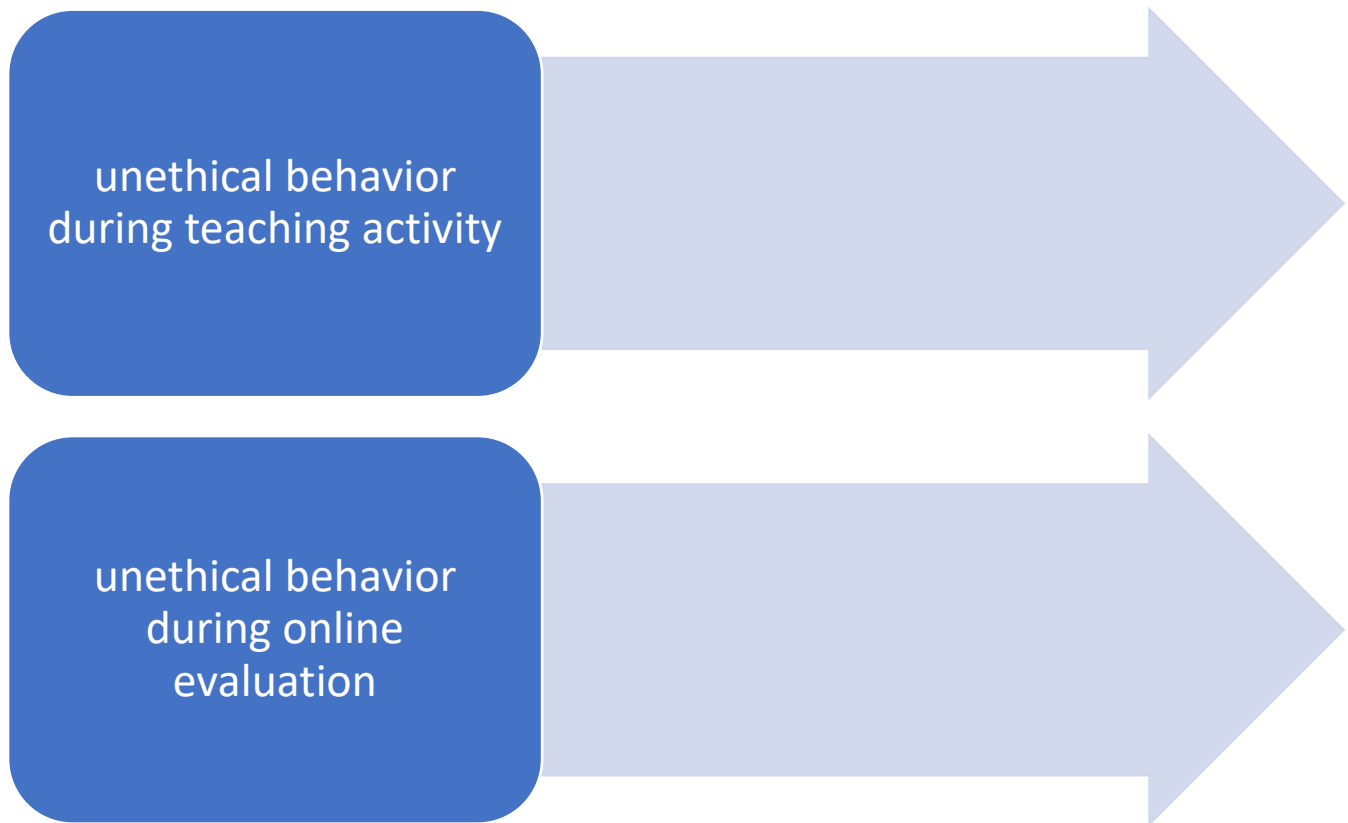 unethical behavior
during teaching activity
unethical behavior
during online
evaluation